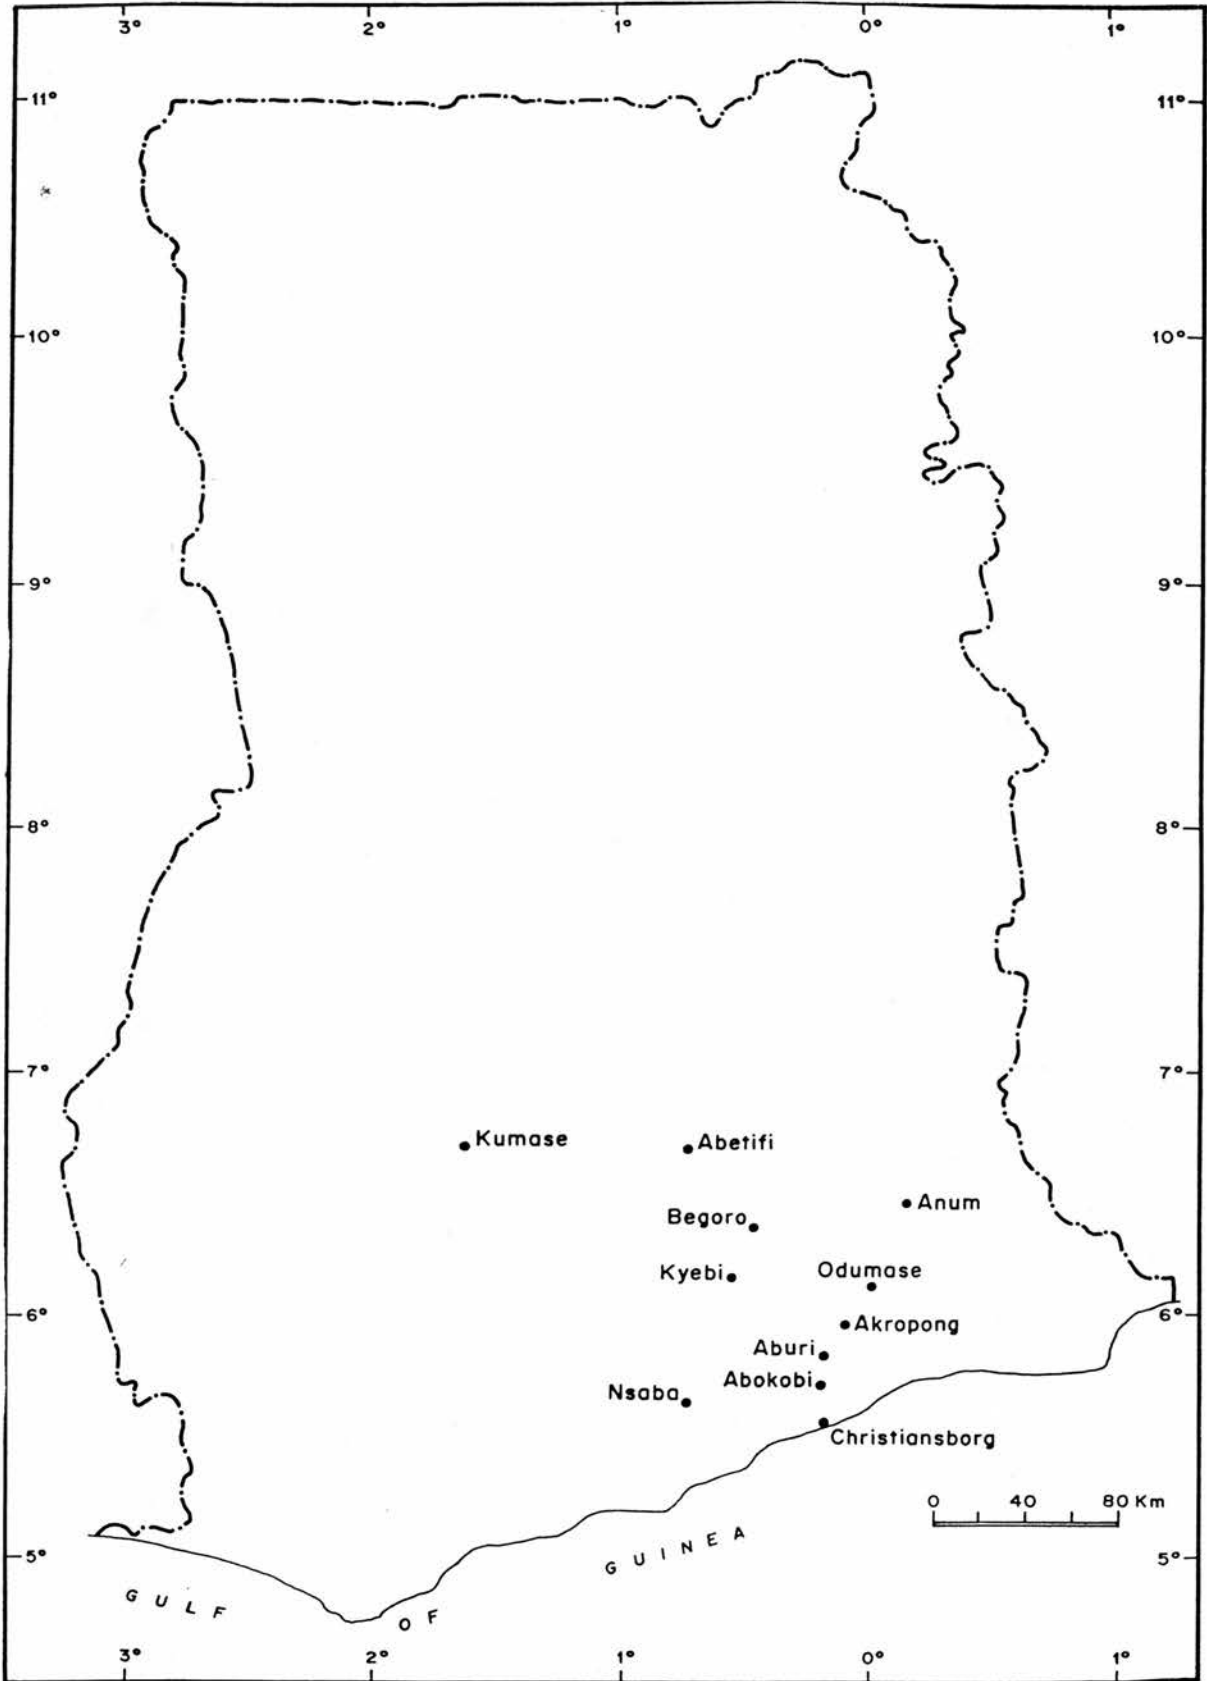 3° 2° 1° 0° 1°
11° 11°
10° 10°
9° 9°
8° 8°
7° 7°
Kumase
Abetifi
Anum
Begoro
Kyebi
Odumase
6° 6°
Akropong
Aburi
Abokobi
Nsaba
Christiansborg
0 40 80 Km
5° 5°
GULF OF GUINEA
3° 2° 1° 0° 1°